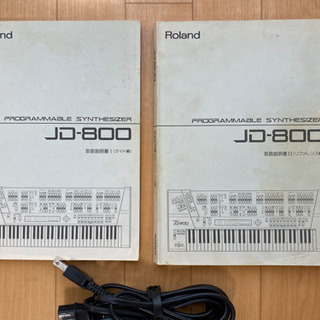 Roland
PROGRAMMABLE SYNTHESIZER
JD-800
取扱説明書 I (ガイド編)
Roland
PROGRAMMABLE SYNTHESIZER
JD-800
取扱説明書 II (リファレンス編